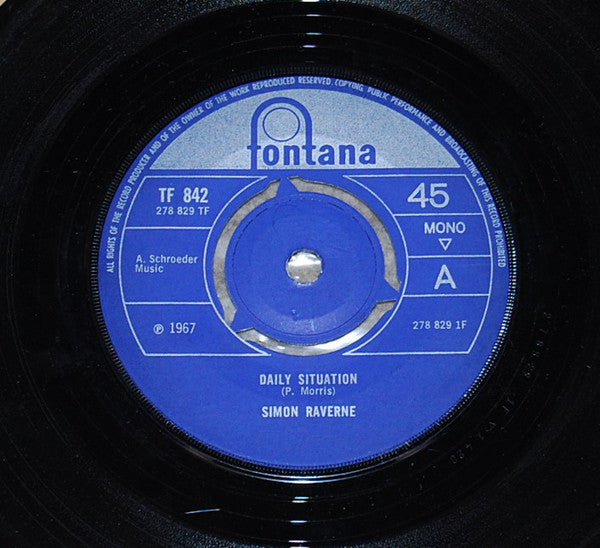 ALL RIGHTS OF THE RECORD PRODUCER AND OF THE OWNER OF THE WORK REPRODUCED RESERVED. COPYING PUBLIC PERFORMANCE AND BROADCASTING OF THIS RECORD PROHIBITED
fontana
TF 842
278 829 TF
45
MONO
A. Schroeder
Music
A
℗ 1967
278 829 1F
DAILY SITUATION
(P. Morris)
SIMON RAVERNE